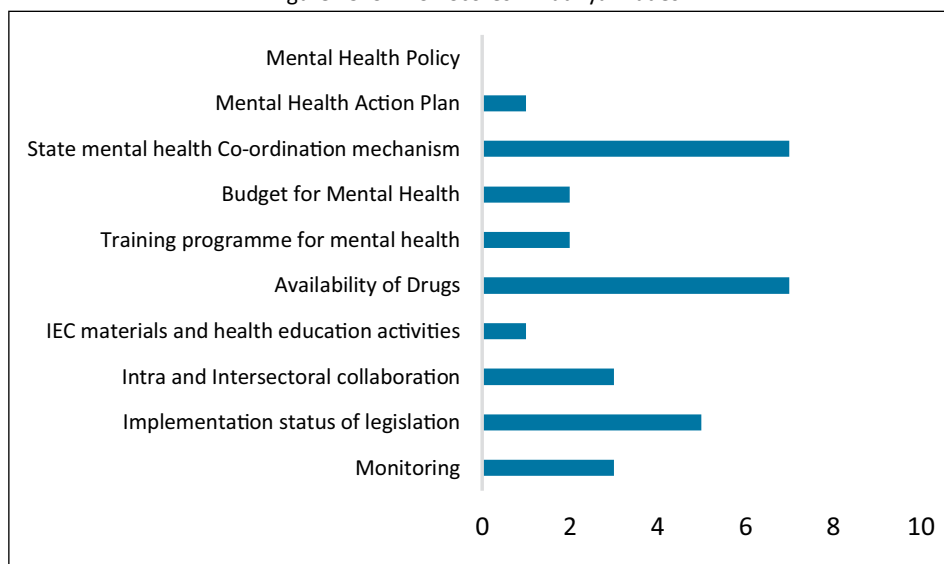 Mental Health Policy
Mental Health Action Plan
State mental health Co-ordination mechanism
Budget for Mental Health
Training programme for mental health
Availability of Drugs
IEC materials and health education activities
Intra and Intersectoral collaboration
Implementation status of legislation
Monitoring
0 2 4 6 8 10